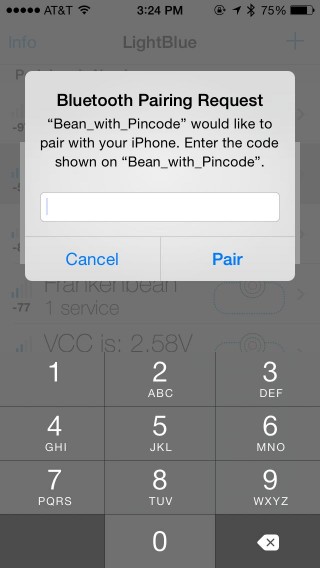 AT&T 3:24 PM 75%
Info LightBlue +
Bluetooth Pairing Request
“Bean_with_Pincode” would like to
pair with your iPhone. Enter the code
shown on “Bean_with_Pincode”.
Cancel Pair
Frankenbean
-77 1 service
VCC is: 2.58V
1 2 3
ABC DEF
4 5 6
GHI JKL MNO
7 8 9
PQRS TUV WXYZ
0